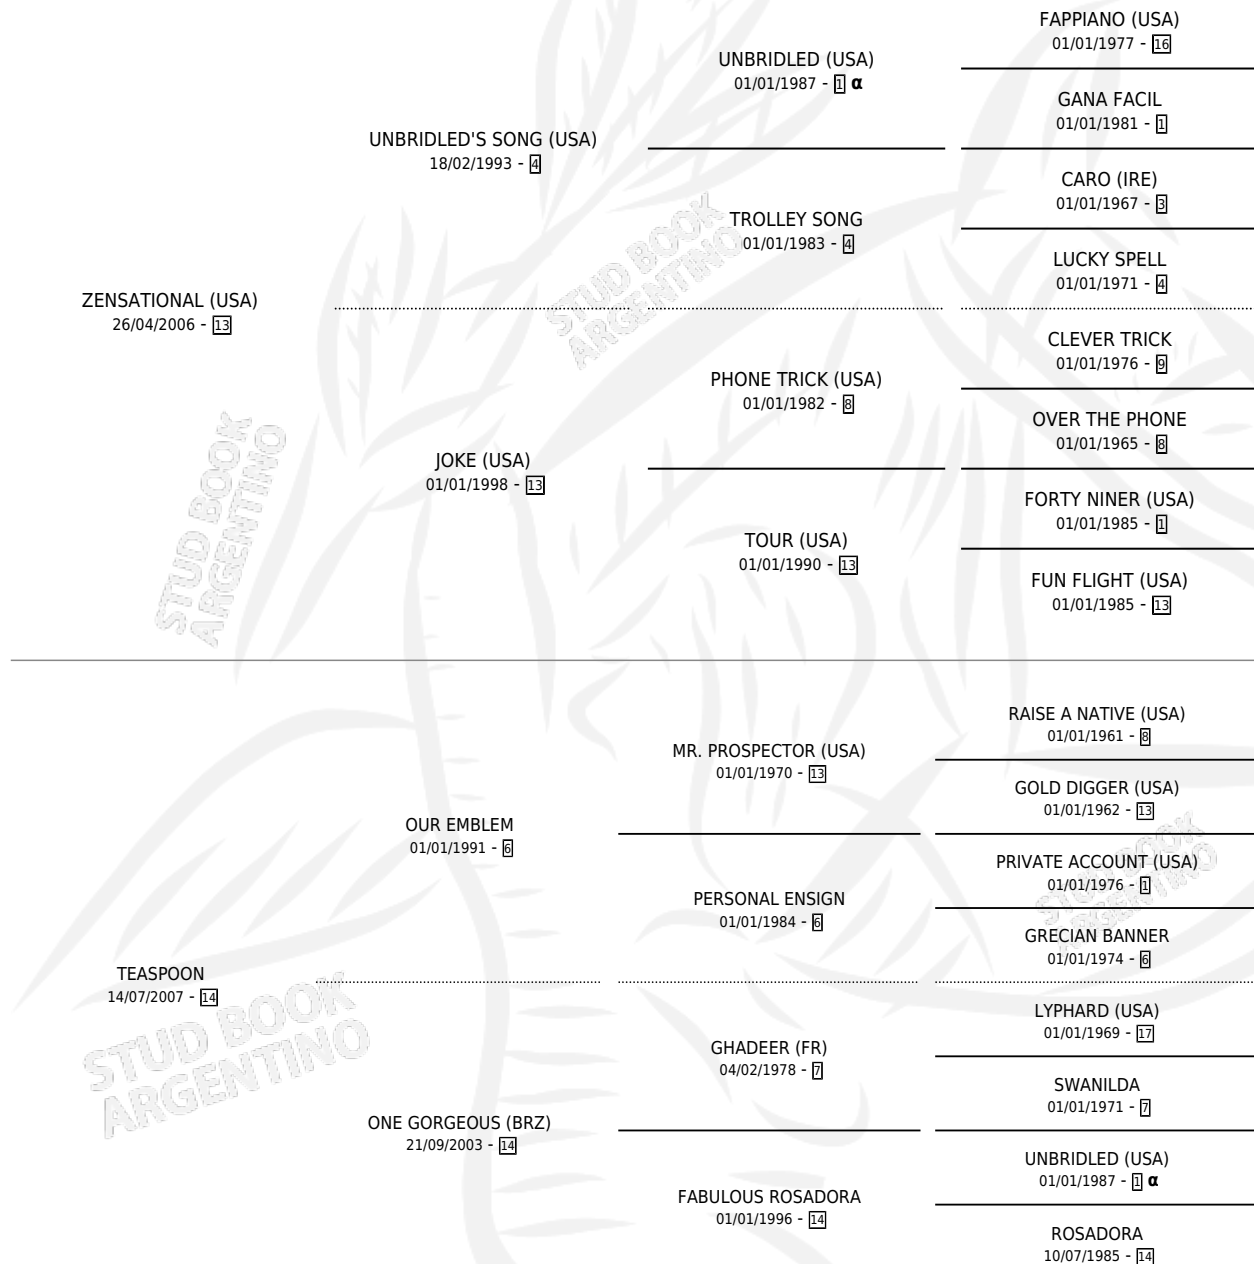 FAPPIANO (USA)
01/01/1977 - 16
UNBRIDLED (USA)
01/01/1987 - 1 α
GANA FACIL
01/01/1981 - 1
UNBRIDLED'S SONG (USA)
18/02/1993 - 4
CARO (IRE)
01/01/1967 - 3
TROLLEY SONG
01/01/1983 - 4
LUCKY SPELL
01/01/1971 - 4
ZENSATIONAL (USA)
26/04/2006 - 13
CLEVER TRICK
01/01/1976 - 9
PHONE TRICK (USA)
01/01/1982 - 8
OVER THE PHONE
01/01/1965 - 8
JOKE (USA)
01/01/1998 - 13
FORTY NINER (USA)
01/01/1985 - 1
TOUR (USA)
01/01/1990 - 13
FUN FLIGHT (USA)
01/01/1985 - 13
RAISE A NATIVE (USA)
01/01/1961 - 8
MR. PROSPECTOR (USA)
01/01/1970 - 13
GOLD DIGGER (USA)
01/01/1962 - 13
OUR EMBLEM
01/01/1991 - 6
PRIVATE ACCOUNT (USA)
01/01/1976 - 1
PERSONAL ENSIGN
01/01/1984 - 6
GRECIAN BANNER
01/01/1974 - 6
TEASPOON
14/07/2007 - 14
LYPHARD (USA)
01/01/1969 - 17
GHADEER (FR)
04/02/1978 - 7
SWANILDA
01/01/1971 - 7
ONE GORGEOUS (BRZ)
21/09/2003 - 14
UNBRIDLED (USA)
01/01/1987 - 1 α
FABULOUS ROSADORA
01/01/1996 - 14
ROSADORA
10/07/1985 - 14
STUD BOOK
ARGENTINO
STUD BOOK
ARGENTINO
STUD BOOK
ARGENTINO
STUD BOOK
ARGENTINO